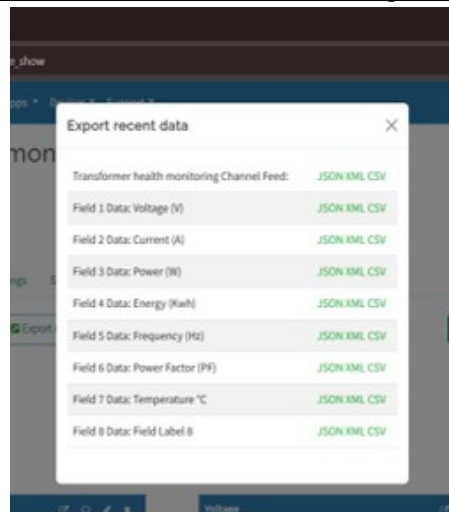 e_show
Export recent data
mon
Transformer health monitoring Channel Feed: JSON XML CSV
Field 1 Data: Voltage (V) JSON XML CSV
Field 2 Data: Current (A) JSON XML CSV
Field 3 Data: Power (W) JSON XML CSV
ngs S
Field 4 Data: Energy (Kwh) JSON XML CSV
Export
Field 5 Data: Frequency (Hz) JSON XML CSV
Field 6 Data: Power Factor (PF) JSON XML CSV
Field 7 Data: Temperature °C JSON XML CSV
Field 8 Data: Field Label 8 JSON XML CSV
Voltage